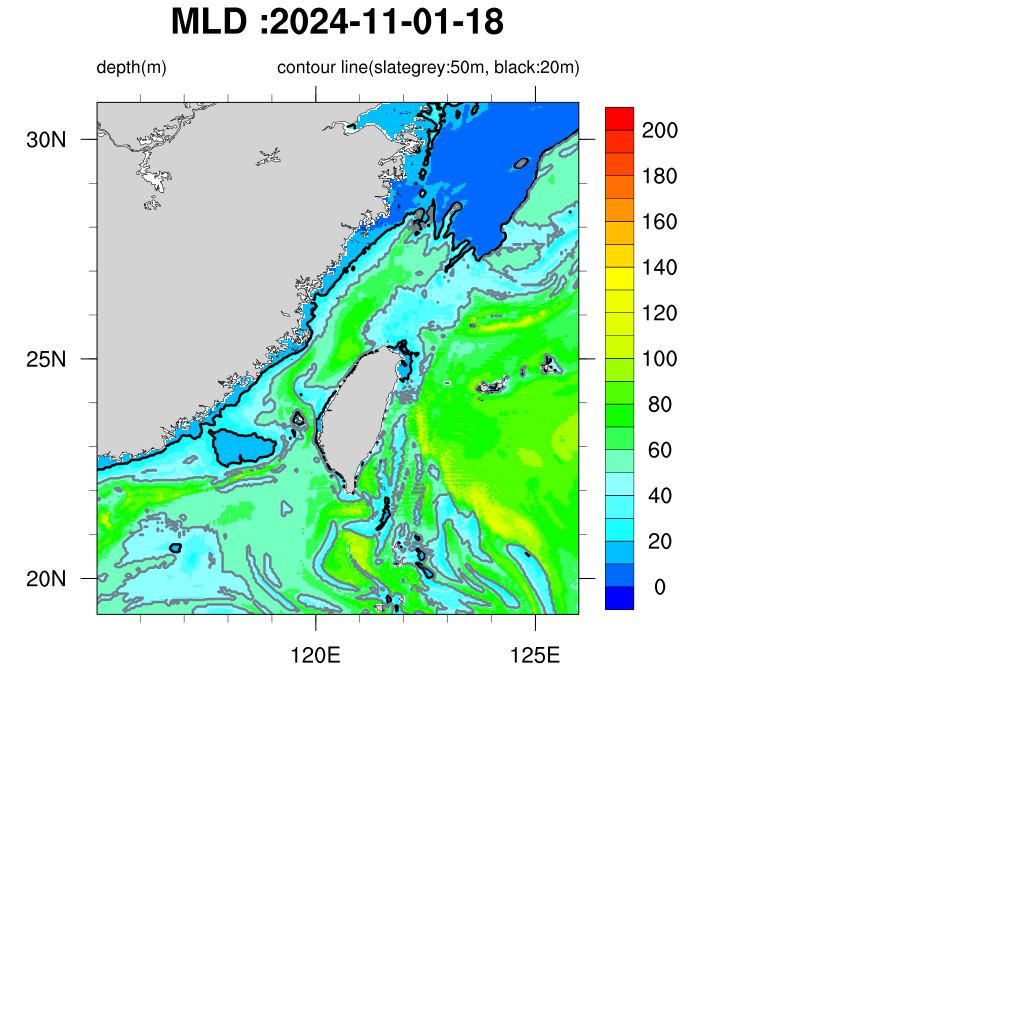 MLD :2024-11-01-18
depth(m)
contour line(slategrey:50m, black:20m)
30N
25N
20N
120E
125E
200
180
160
140
120
100
80
60
40
20
0